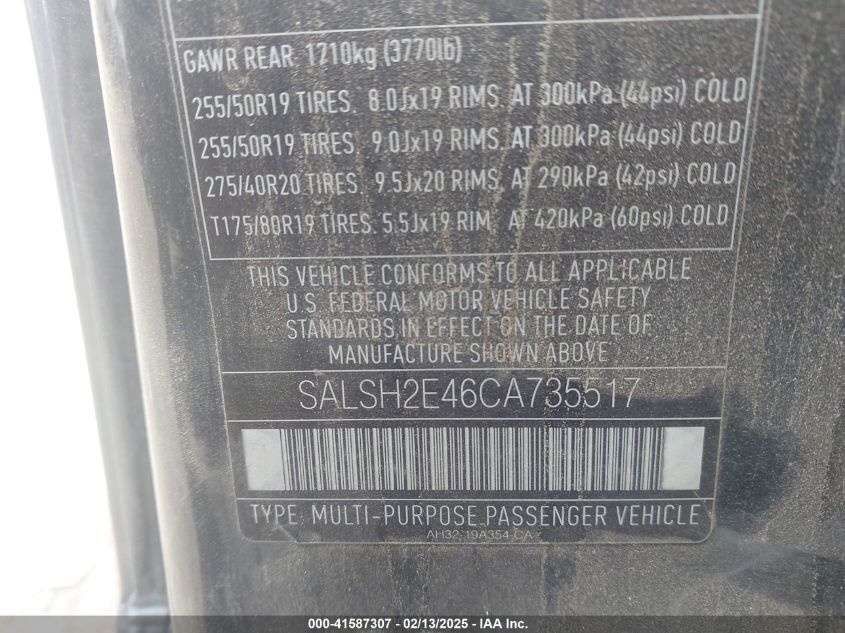 GAWR REAR 1710kg (3770lb)
255/50R19 TIRES. 8.0Jx19 RIMS. AT 300kPa (44psi) COLD
255/50R19 TIRES. 9.0Jx19 RIMS. AT 300kPa (44psi) COLD
275/40R20 TIRES. 9.5Jx20 RIMS. AT 290kPa (42psi) COLD
T175/80R19 TIRES. 5.5Jx19 RIM. AT 420kPa (60psi) COLD
THIS VEHICLE CONFORMS TO ALL APPLICABLE
U.S. FEDERAL MOTOR VEHICLE SAFETY
STANDARDS IN EFFECT ON THE DATE OF
MANUFACTURE SHOWN ABOVE
SALSH2E46CA735517
TYPE: MULTI-PURPOSE PASSENGER VEHICLE
AH32 19A354 CA
000-41587307 - 02/13/2025 - IAA Inc.